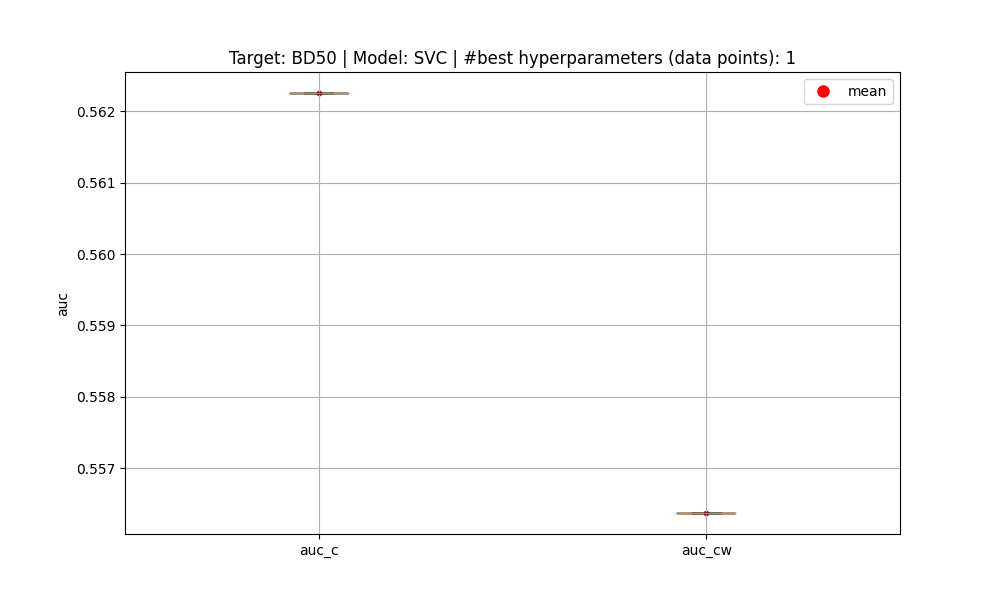 Target: BD50 | Model: SVC | #best hyperparameters (data points): 1
mean
0.562
0.561
0.560
0.559
0.558
0.557
auc
auc_c
auc_cw